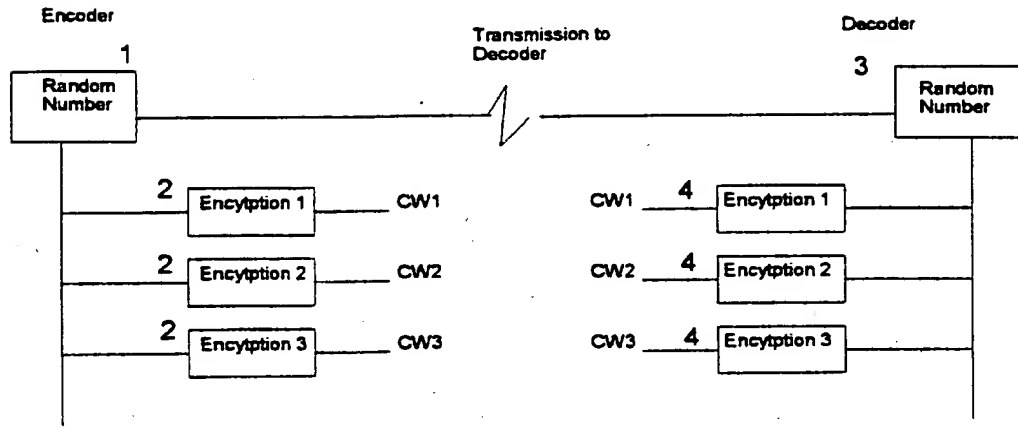 Encoder
Decoder
Transmission to
Decoder
1
3
Random
Number
Random
Number
2
Encytption 1
CW1
CW1
4
Encytption 1
2
Encytption 2
CW2
CW2
4
Encytption 2
2
Encytption 3
CW3
CW3
4
Encytption 3